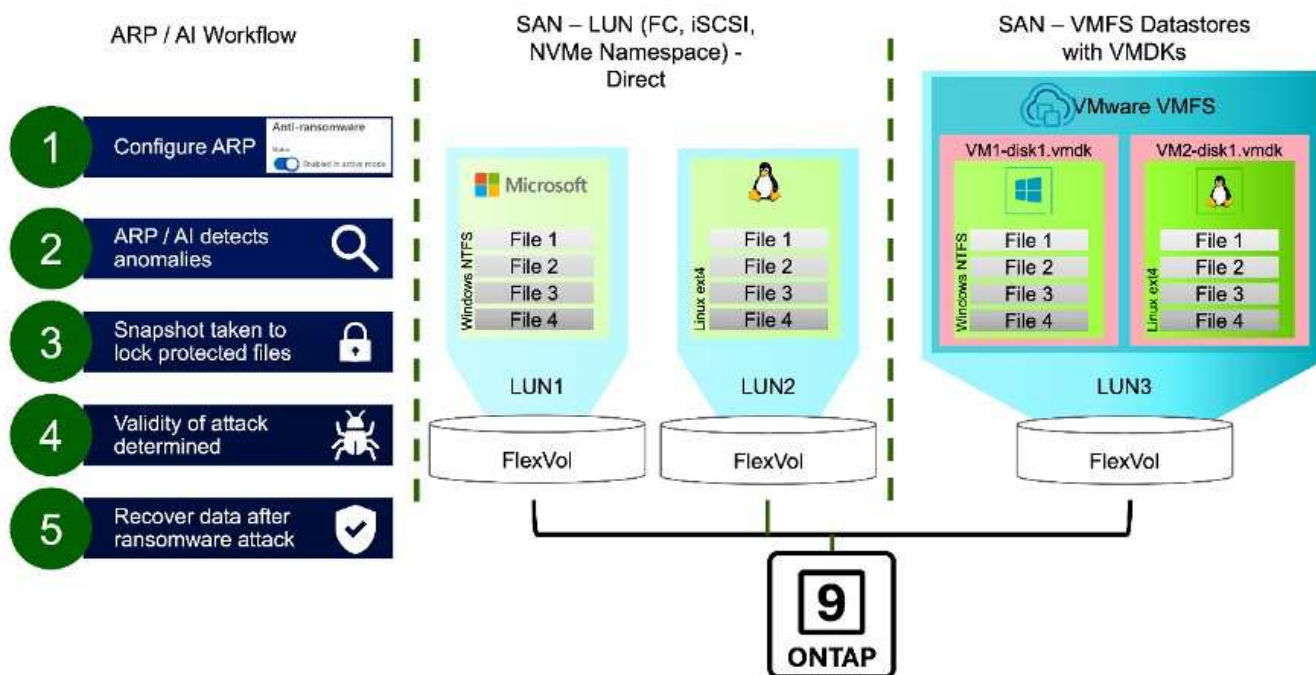 ARP / AI Workflow
1
Configure ARP
Anti-ransomware
Status
Enabled in active mode
2
ARP / AI detects
anomalies
3
Snapshot taken to
lock protected files
4
Validity of attack
determined
5
Recover data after
ransomware attack
SAN – LUN (FC, iSCSI,
NVMe Namespace) -
Direct
Microsoft
Windows NTFS
File 1
File 2
File 3
File 4
LUN1
FlexVol
Linux ext4
File 1
File 2
File 3
File 4
LUN2
FlexVol
SAN – VMFS Datastores
with VMDKs
VMware VMFS
VM1-disk1.vmdk
Windows NTFS
File 1
File 2
File 3
File 4
VM2-disk1.vmdk
Linux ext4
File 1
File 2
File 3
File 4
LUN3
FlexVol
9
ONTAP